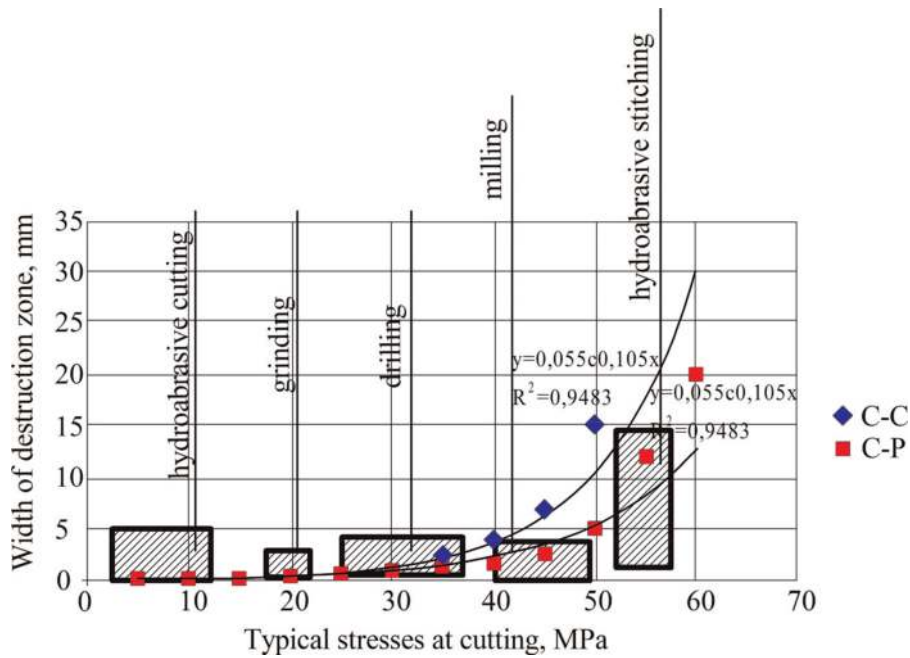 Width of destruction zone, mm
35
30
25
20
15
10
5
0
hydroabrasive cutting
grinding
drilling
milling
hydroabrasive stitching
y=0,055c0,105x
R²=0,9483
y=0,055c0,105x
R²=0,9483
C-C
C-P
0 10 20 30 40 50 60 70
Typical stresses at cutting, MPa